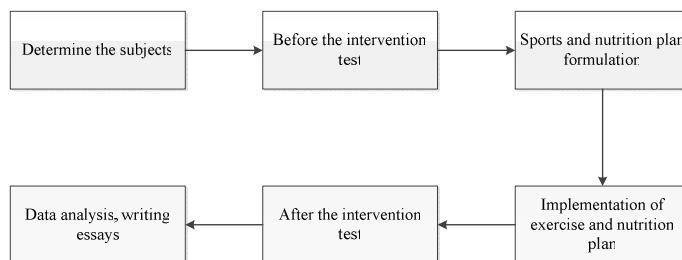 Determine the subjects
Before the intervention
test
Sports and nutrition plan
formulation
Implementation of
exercise and nutrition
plan
After the intervention
test
Data analysis, writing
essays